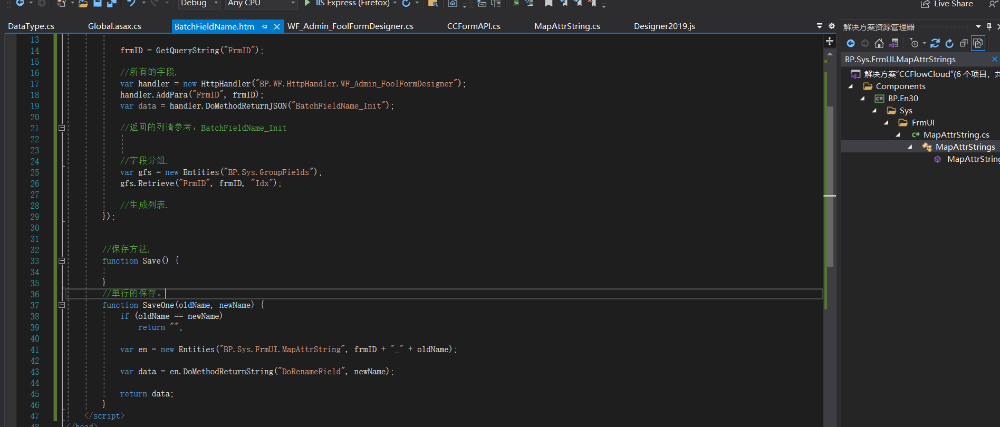 Debug
Any CPU
IIS Express (Firefox)
Live Share
DataType.cs
Global.asax.cs
BatchFieldName.htm
WF_Admin_FoolFormDesigner.cs
CCFormAPI.cs
MapAttrString.cs
Designer2019.js
13
14 frmID = GetQueryString("FrmID");
15
16 //所有的字段.
17 var handler = new HttpHandler("BP.WF.HttpHandler.WF_Admin_FoolFormDesigner");
18 handler.AddPara("FrmID", frmID);
19 var data = handler.DoMethodReturnJSON("BatchFieldName_Init");
20
21 //返回的列请参考：BatchFieldName_Init
22
23
24 //字段分组.
25 var gfs = new Entities("BP.Sys.GroupFields");
26 gfs.Retrieve("FrmID", frmID, "Idx");
27
28 //生成列表.
29 });
30
31
32 //保存方法.
33 function Save() {
34
35 }
36 //单行的保存。
37 function SaveOne(oldName, newName) {
38 if (oldName == newName)
39 return "";
40
41 var en = new Entities("BP.Sys.FrmUI.MapAttrString", frmID + "_" + oldName);
42
43 var data = en.DoMethodReturnString("DoRenameField", newName);
44
45 return data;
46 }
47 </script>
48 </head>
解决方案资源管理器
BP.Sys.FrmUI.MapAttrStrings
解决方案"CCFlowCloud"(6 个项目，共
Components
C# BP.En30
Sys
FrmUI
C# MapAttrString.cs
MapAttrStrings
MapAttrString